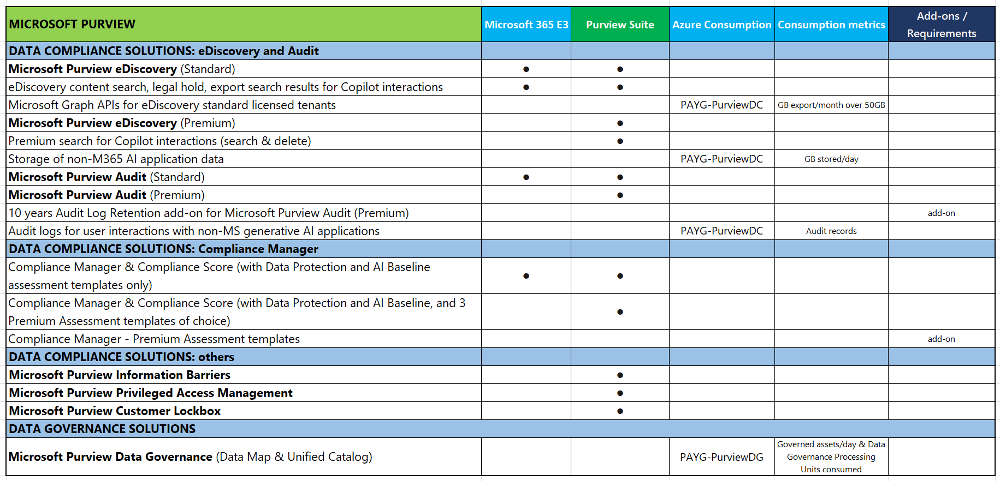 MICROSOFT PURVIEW
Microsoft 365 E3
Purview Suite
Azure Consumption
Consumption metrics
Add-ons /
Requirements
DATA COMPLIANCE SOLUTIONS: eDiscovery and Audit
Microsoft Purview eDiscovery (Standard) ● ●
eDiscovery content search, legal hold, export search results for Copilot interactions ● ●
Microsoft Graph APIs for eDiscovery standard licensed tenants PAYG-PurviewDC GB export/month over 50GB
Microsoft Purview eDiscovery (Premium) ●
Premium search for Copilot interactions (search & delete) ●
Storage of non-M365 AI application data PAYG-PurviewDC GB stored/day
Microsoft Purview Audit (Standard) ● ●
Microsoft Purview Audit (Premium) ●
10 years Audit Log Retention add-on for Microsoft Purview Audit (Premium) add-on
Audit logs for user interactions with non-MS generative AI applications PAYG-PurviewDC Audit records
DATA COMPLIANCE SOLUTIONS: Compliance Manager
Compliance Manager & Compliance Score (with Data Protection and AI Baseline
assessment templates only) ● ●
Compliance Manager & Compliance Score (with Data Protection and AI Baseline, and 3
Premium Assessment templates of choice) ●
Compliance Manager - Premium Assessment templates add-on
DATA COMPLIANCE SOLUTIONS: others
Microsoft Purview Information Barriers ●
Microsoft Purview Privileged Access Management ●
Microsoft Purview Customer Lockbox ●
DATA GOVERNANCE SOLUTIONS
Microsoft Purview Data Governance (Data Map & Unified Catalog) PAYG-PurviewDG
Governed assets/day & Data
Governance Processing
Units consumed